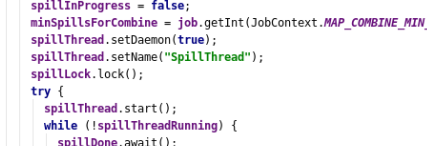 spillInProgress = false;
minSpillsForCombine = job.getInt(JobContext.MAP_COMBINE_MIN_
spillThread.setDaemon(true);
spillThread.setName("SpillThread");
spillLock.lock();
try {
spillThread.start();
while (!spillThreadRunning) {
spillDone.await();